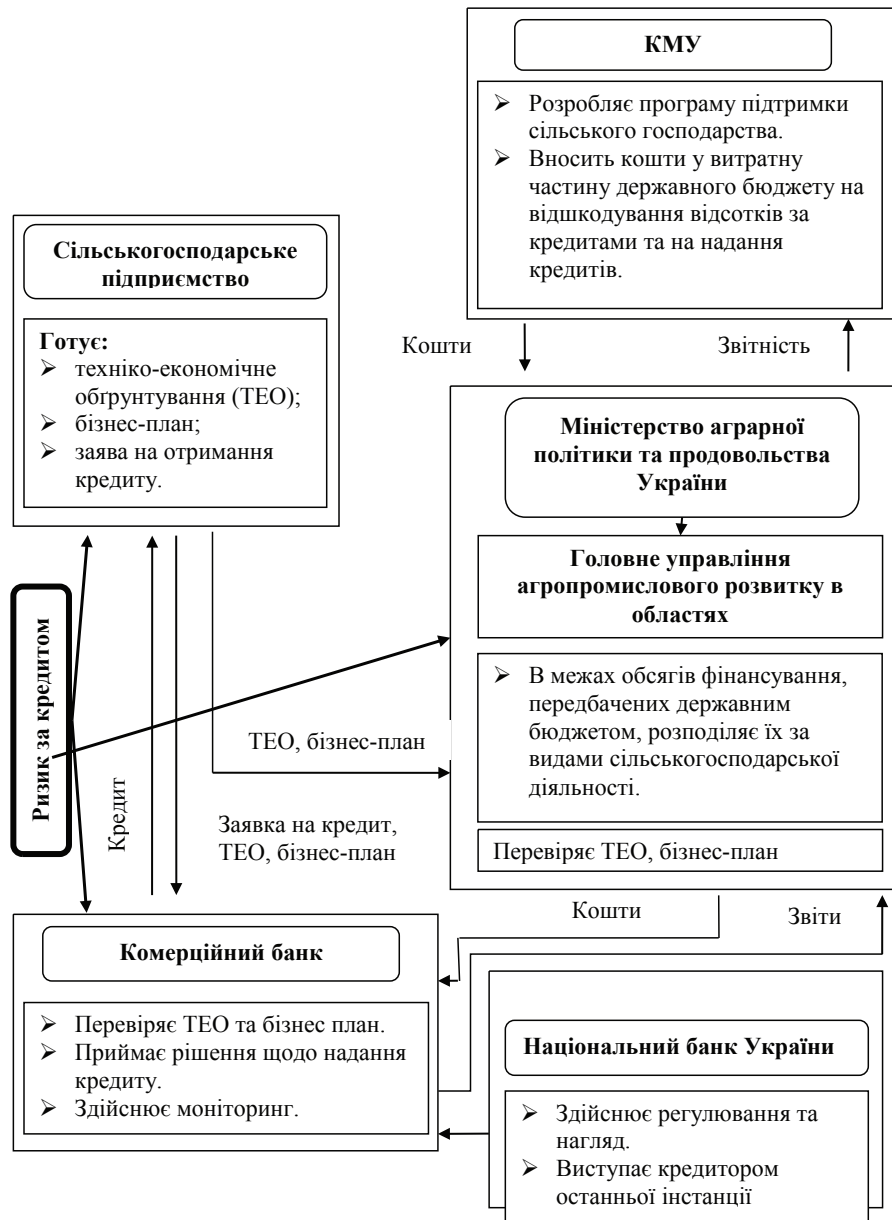 КМУ
➢ Розробляє програму підтримки
сільського господарства.
➢ Вносить кошти у витратну
частину державного бюджету на
відшкодування відсотків за
кредитами та на надання
кредитів.
Сільськогосподарське
підприємство
Готує:
➢ техніко-економічне
обґрунтування (ТЕО);
➢ бізнес-план;
➢ заява на отримання
кредиту.
Кошти
Звітність
Міністерство аграрної
політики та продовольства
України
Головне управління
агропромислового розвитку в
областях
➢ В межах обсягів фінансування,
передбачених державним
бюджетом, розподіляє їх за
видами сільськогосподарської
діяльності.
Перевіряє ТЕО, бізнес-план
Ризик за кредитом
Кредит
ТЕО, бізнес-план
Заявка на кредит,
ТЕО, бізнес-план
Кошти
Звіти
Комерційний банк
➢ Перевіряє ТЕО та бізнес план.
➢ Приймає рішення щодо надання
кредиту.
➢ Здійснює моніторинг.
Національний банк України
➢ Здійснює регулювання та
нагляд.
➢ Виступає кредитором
останньої інстанції